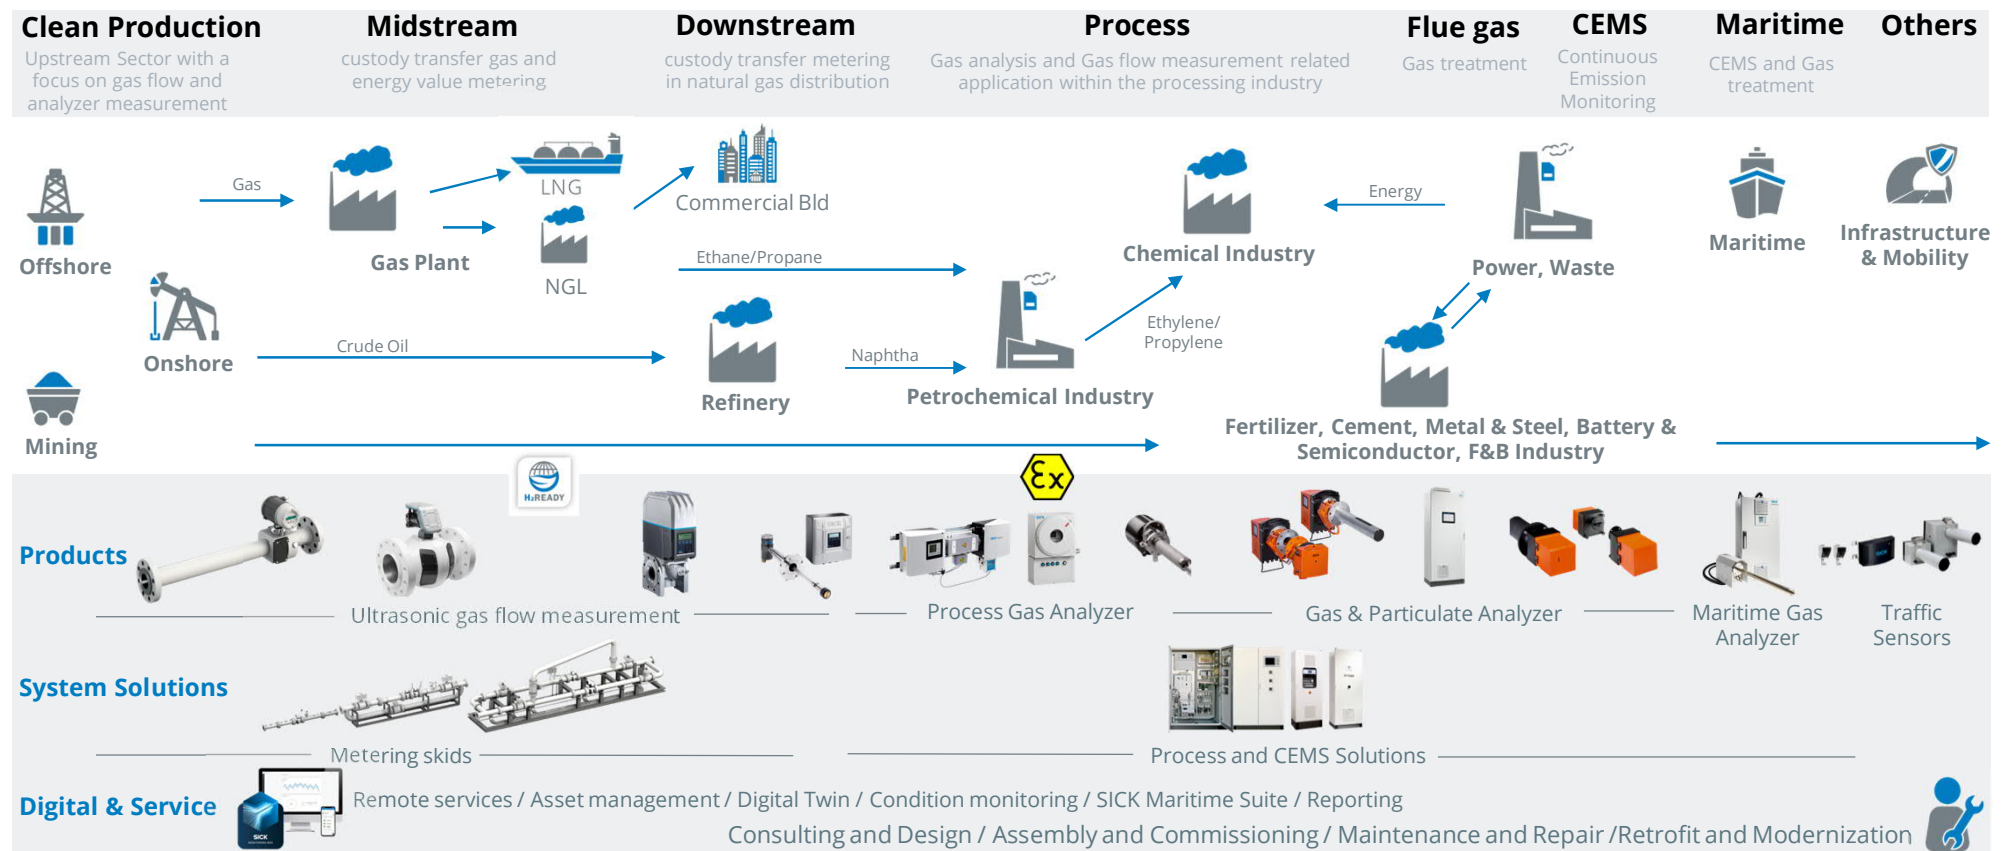 Clean Production
Upstream Sector with a
focus on gas flow and
analyzer measurement
Midstream
custody transfer gas and
energy value metering
Downstream
custody transfer metering
in natural gas distribution
Process
Gas analysis and Gas flow measurement related
application within the processing industry
Flue gas
Gas treatment
CEMS
Continuous
Emission
Monitoring
Maritime
CEMS and Gas
treatment
Others
Offshore
Gas
Gas Plant
LNG
NGL
Commercial Bld
Ethane/Propane
Onshore
Crude Oil
Refinery
Naphtha
Petrochemical Industry
Ethylene/
Propylene
Chemical Industry
Energy
Power, Waste
Maritime
Infrastructure
& Mobility
Mining
Fertilizer, Cement, Metal & Steel, Battery &
Semiconductor, F&B Industry
H₂READY
Ex
Products
Ultrasonic gas flow measurement
Process Gas Analyzer
Gas & Particulate Analyzer
Maritime Gas
Analyzer
SICK
Traffic
Sensors
System Solutions
Metering skids
Process and CEMS Solutions
Digital & Service
SICK
Remote services / Asset management / Digital Twin / Condition monitoring / SICK Maritime Suite / Reporting
Consulting and Design / Assembly and Commissioning / Maintenance and Repair /Retrofit and Modernization